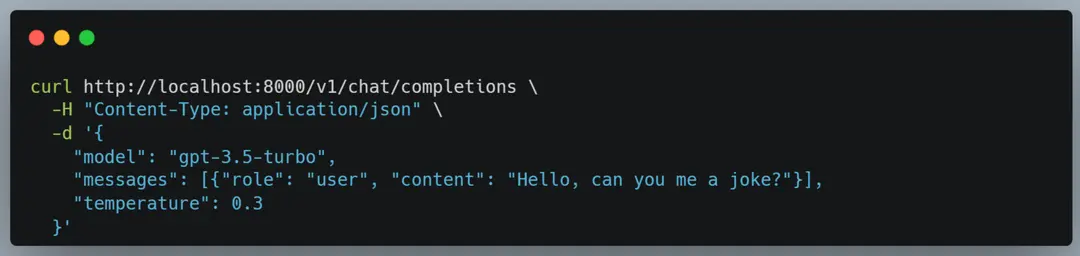 curl http://localhost:8000/v1/chat/completions \
  -H "Content-Type: application/json" \
  -d '{
    "model": "gpt-3.5-turbo",
    "messages": [{"role": "user", "content": "Hello, can you me a joke?"}],
    "temperature": 0.3
  }'